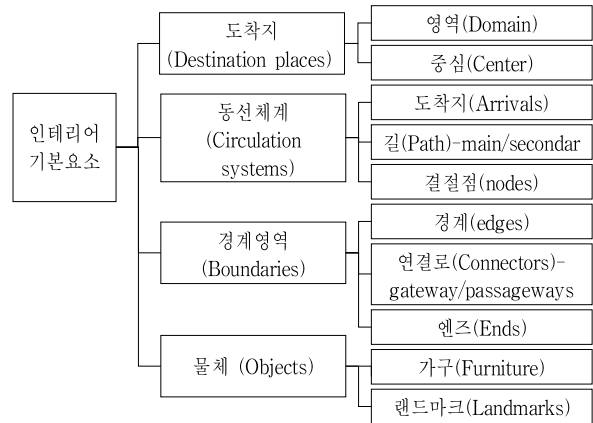 인테리어
기본요소
도착지
(Destination places)
영역(Domain)
중심(Center)
동선체계
(Circulation
systems)
도착지(Arrivals)
길(Path)-main/secondar
결절점(nodes)
경계영역
(Boundaries)
경계(edges)
연결로(Connectors)-
gateway/passageways
엔즈(Ends)
물체 (Objects)
가구(Furniture)
랜드마크(Landmarks)